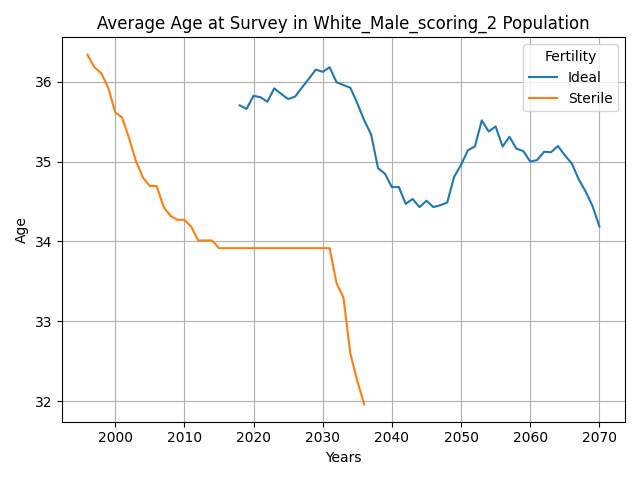 Average Age at Survey in White_Male_scoring_2 Population
Fertility
Ideal
Sterile
Age
36
35
34
33
32
2000 2010 2020 2030 2040 2050 2060 2070
Years